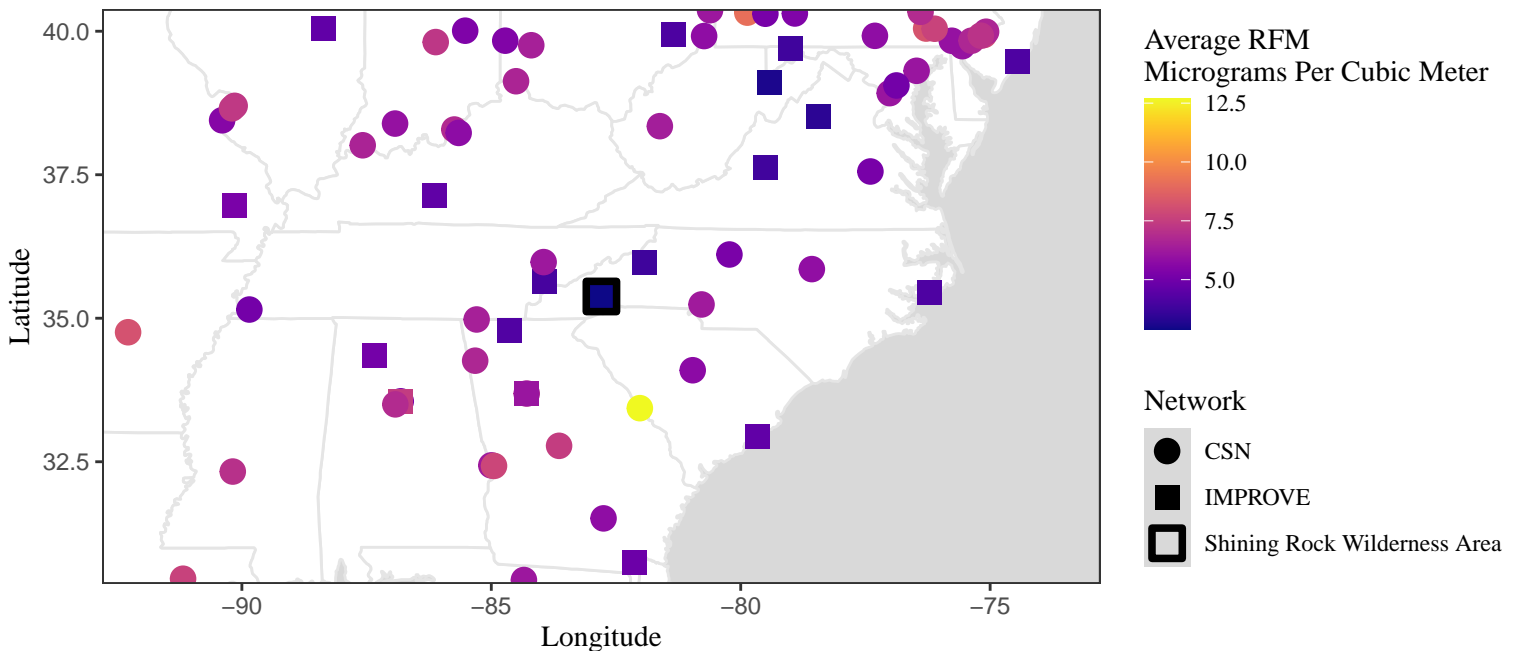 40.0
37.5
35.0
32.5
Latitude
−90
−85
−80
−75
Longitude
Average RFM
Micrograms Per Cubic Meter
12.5
10.0
7.5
5.0
Network
CSN
IMPROVE
Shining Rock Wilderness Area